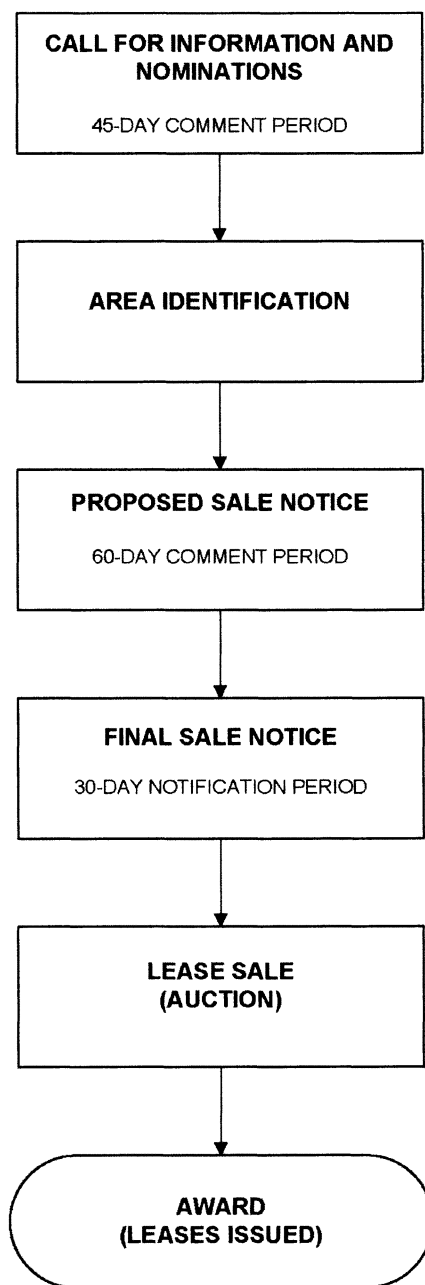 CALL FOR INFORMATION AND
NOMINATIONS
45-DAY COMMENT PERIOD
AREA IDENTIFICATION
PROPOSED SALE NOTICE
60-DAY COMMENT PERIOD
FINAL SALE NOTICE
30-DAY NOTIFICATION PERIOD
LEASE SALE
(AUCTION)
AWARD
(LEASES ISSUED)